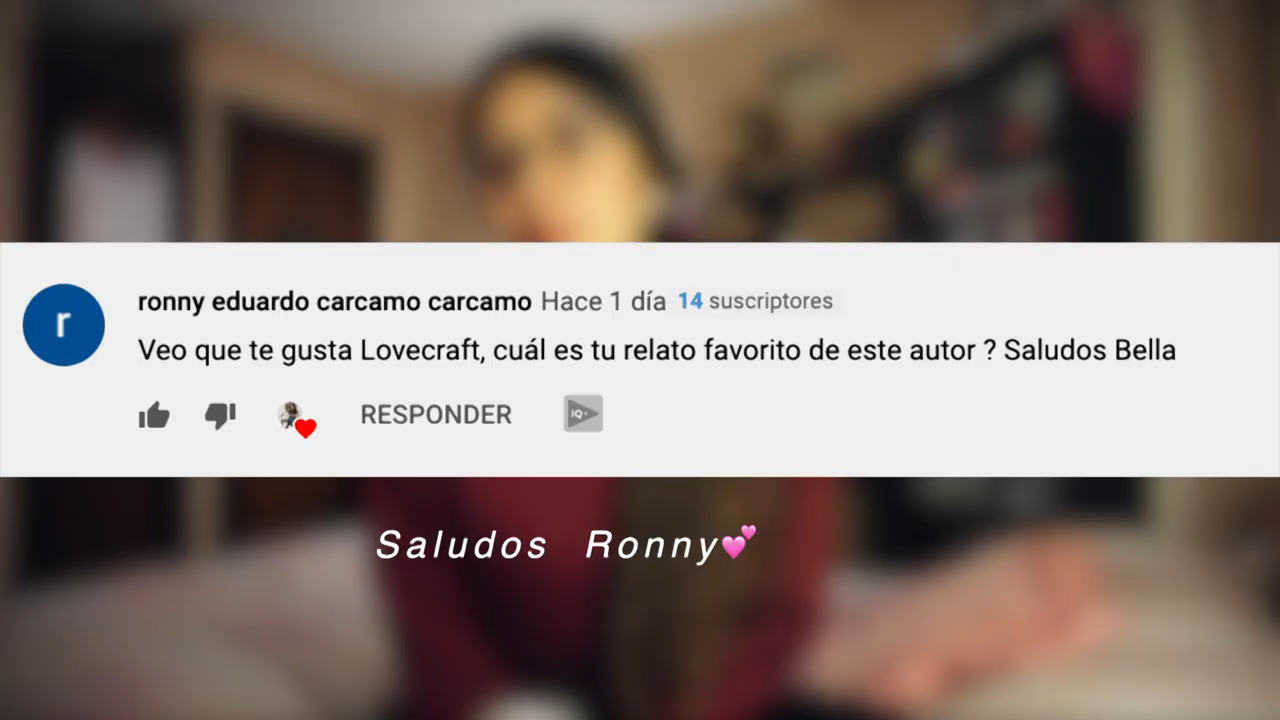 r
ronny eduardo carcamo carcamo Hace 1 día 14 suscriptores
Veo que te gusta Lovecraft, cuál es tu relato favorito de este autor ? Saludos Bella
RESPONDER IQ
Saludos Ronny💕